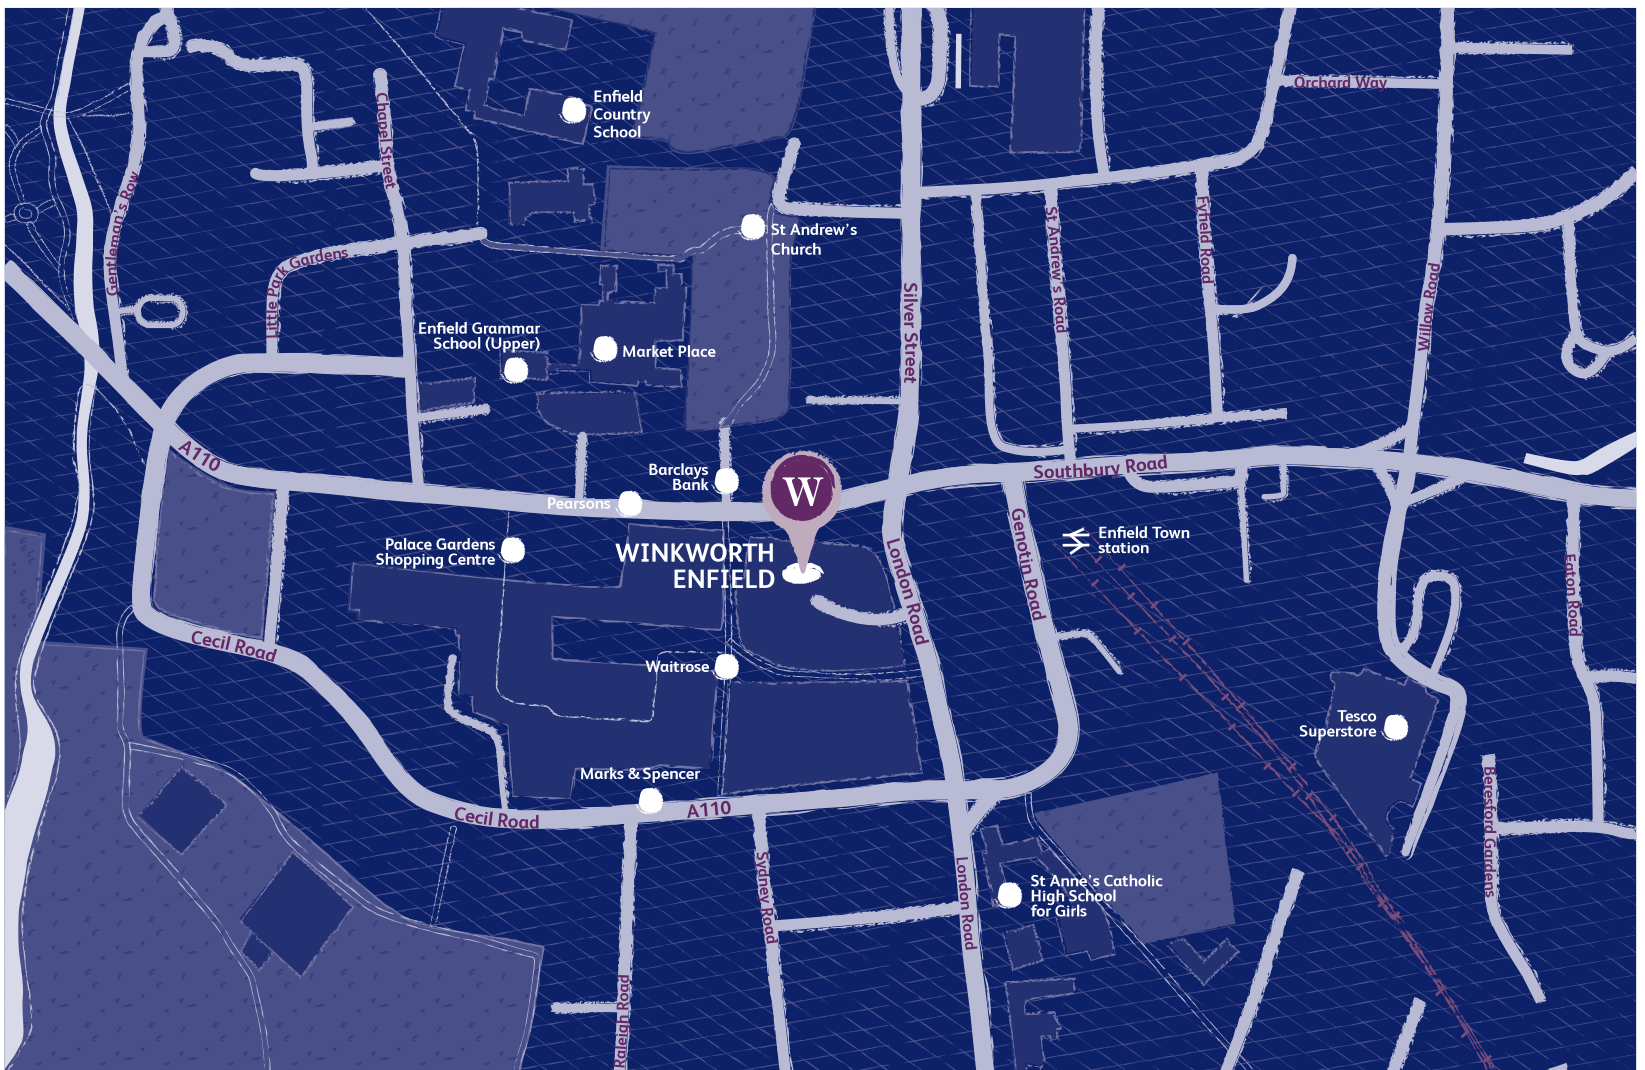 Orchard Way
Enfield
Country
School
Chapel Street
Gentleman's Row
Little Park Gardens
St Andrew's
Church
St Andrew's Road
Fyfield Road
Willow Road
Silver Street
Enfield Grammar
School (Upper)
Market Place
A110
Barclays
Bank
Southbury Road
W
Pearsons
Palace Gardens
Shopping Centre
WINKWORTH
ENFIELD
London Road
Genotin Road
Enfield Town
station
Eaton Road
Cecil Road
Waitrose
Tesco
Superstore
Marks & Spencer
Cecil Road
A110
Beresford Gardens
Sydney Road
London Road
St Anne's Catholic
High School
for Girls
Raleigh Road